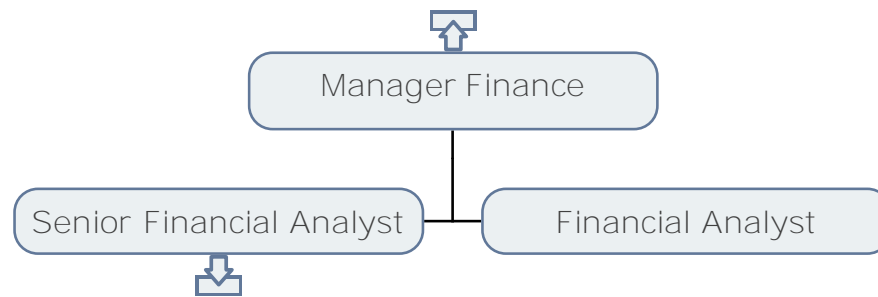 Manager Finance
Senior Financial Analyst
Financial Analyst